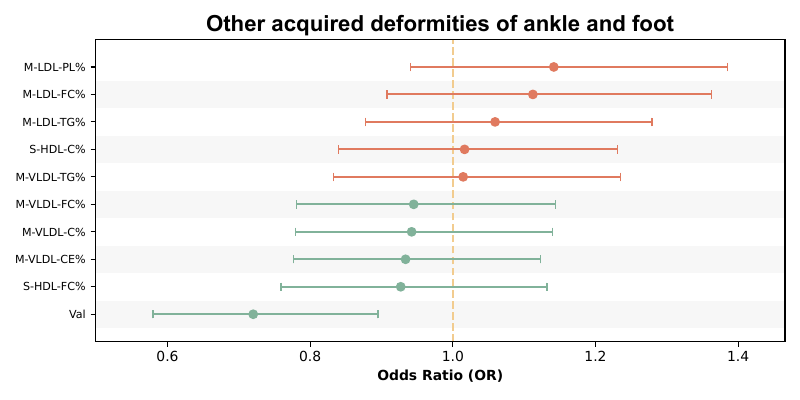 Other acquired deformities of ankle and foot
M-LDL-PL%
M-LDL-FC%
M-LDL-TG%
S-HDL-C%
M-VLDL-TG%
M-VLDL-FC%
M-VLDL-C%
M-VLDL-CE%
S-HDL-FC%
Val
0.6 0.8 1.0 1.2 1.4
Odds Ratio (OR)